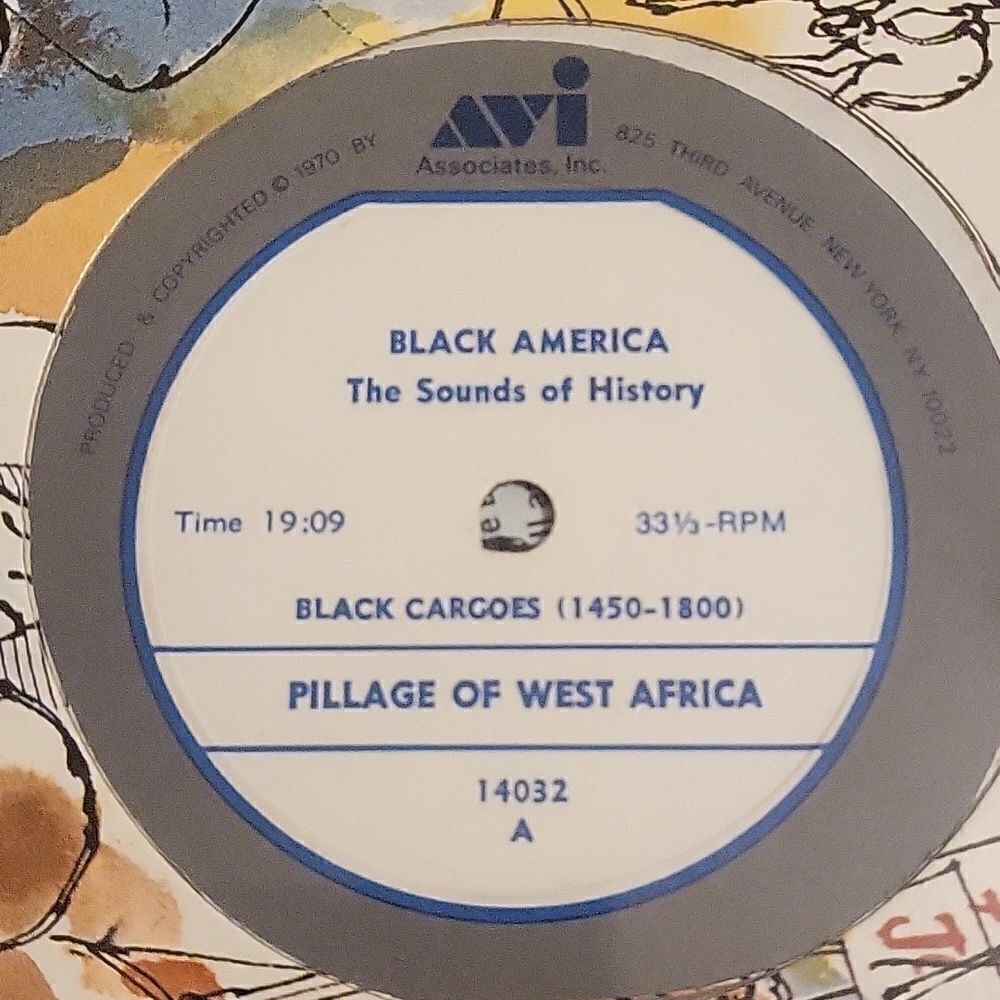 PRODUCED & COPYRIGHTED © 1970 BY
AVi
Associates, Inc.
825 THIRD AVENUE NEW YORK NY 10022
BLACK AMERICA
The Sounds of History
Time 19:09
33⅓-RPM
BLACK CARGOES (1450-1800)
PILLAGE OF WEST AFRICA
14032
A